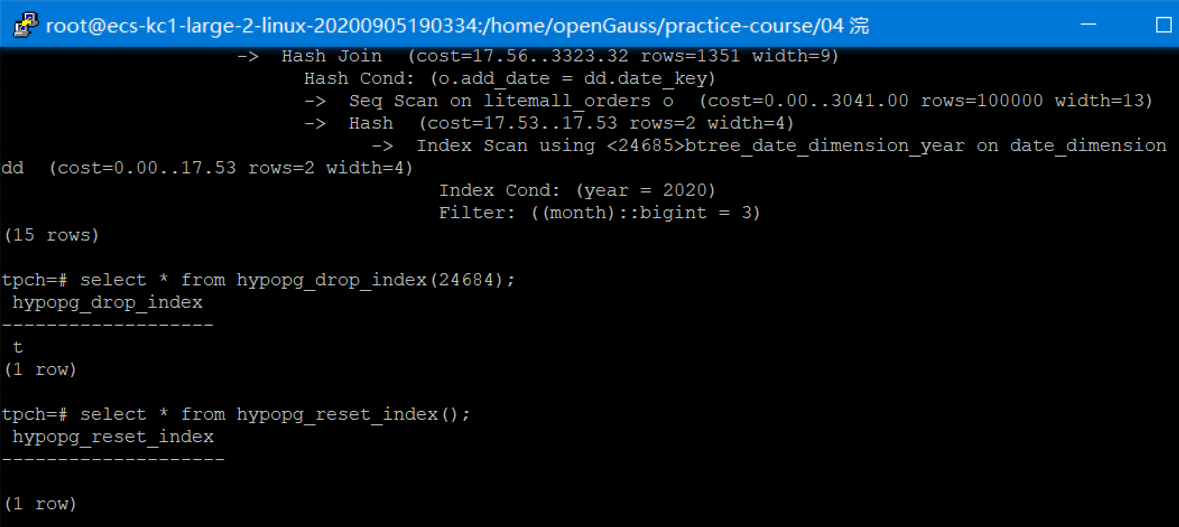 root@ecs-kc1-large-2-linux-20200905190334:/home/openGauss/practice-course/04 浣
-> Hash Join (cost=17.56..3323.32 rows=1351 width=9)
Hash Cond: (o.add_date = dd.date_key)
-> Seq Scan on litemall_orders o (cost=0.00..3041.00 rows=100000 width=13)
-> Hash (cost=17.53..17.53 rows=2 width=4)
-> Index Scan using <24685>btree_date_dimension_year on date_dimension
dd (cost=0.00..17.53 rows=2 width=4)
Index Cond: (year = 2020)
Filter: ((month)::bigint = 3)
(15 rows)
tpch=# select * from hypopg_drop_index(24684);
hypopg_drop_index
-------------------
t
(1 row)
tpch=# select * from hypopg_reset_index();
hypopg_reset_index
--------------------
(1 row)